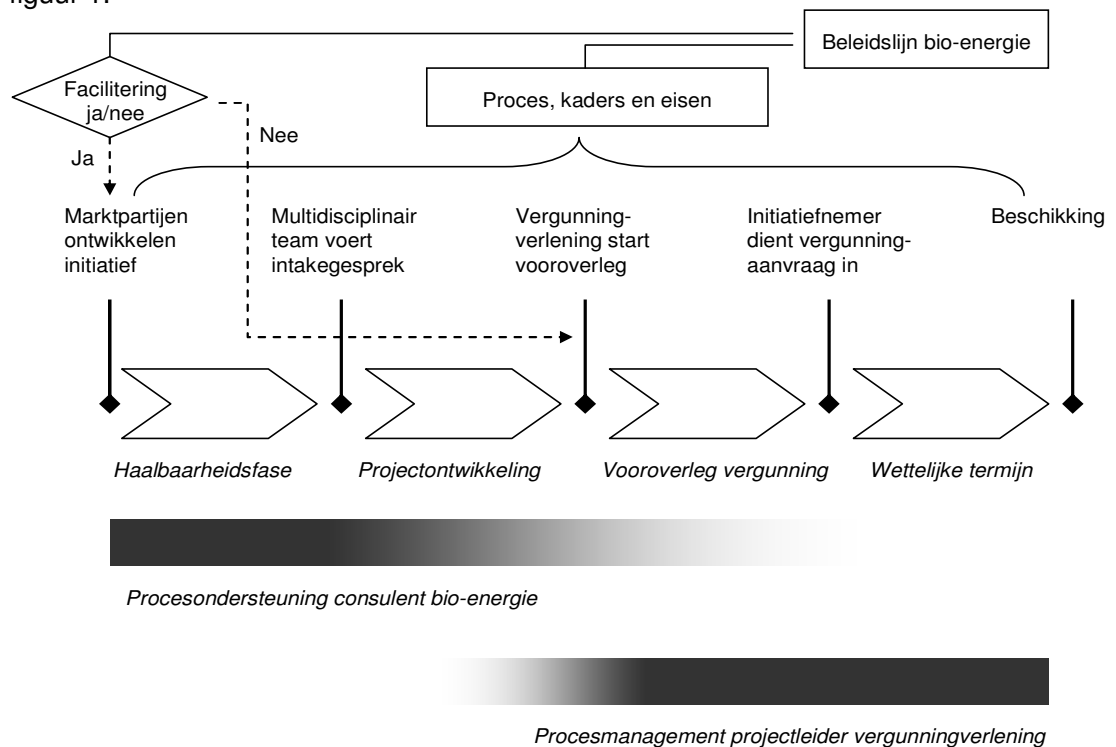 figuur 1.
Beleidslijn bio-energie
Facilitering
ja/nee
Proces, kaders en eisen
Nee
Ja
Marktpartijen
ontwikkelen
initiatief
Multidisciplinair
team voert
intakegesprek
Vergunning-
verlening start
vooroverleg
Initiatiefnemer
dient vergunning-
aanvraag in
Beschikking
Haalbaarheidsfase
Projectontwikkeling
Vooroverleg vergunning
Wettelijke termijn
Procesondersteuning consulent bio-energie
Procesmanagement projectleider vergunningverlening